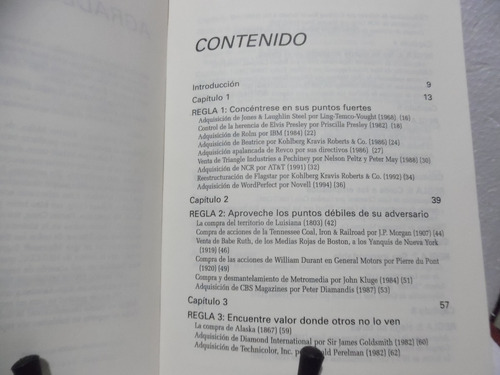 AGRADE
CONTENIDO
Introducción 9
Capítulo 1 13
REGLA 1: Concéntrese en sus puntos fuertes
Adquisición de Jones & Laughlin Steel por Ling-Temco-Vought (1968) (16)
Control de la herencia de Elvis Presley por Priscilla Presley (1982) (18)
Adquisición de Rolm por IBM (1984) (22)
Adquisición de Beatrice por Kohlberg Kravis Roberts & Co. (1986) (24)
Adquisición apalancada de Revco por sus directivos (1986) (27)
Venta de Triangle Industries a Pechiney por Nelson Peltz y Peter May (1988) (30)
Adquisición de NCR por AT&T (1991) (32)
Reestructuración de Flagstar por Kohlberg Kravis Roberts & Co. (1992) (34)
Adquisición de WordPerfect por Novell (1994) (36)
Capítulo 2 39
REGLA 2: Aproveche los puntos débiles de su adversario
La compra del territorio de Luisiana (1803) (42)
Compra de acciones de la Tennessee Coal, Iron & Railroad por J.P. Morgan (1907) (44)
Venta de Babe Ruth, de los Medias Rojas de Boston, a los Yanquis de Nueva York
(1919) (46)
Compra de las acciones de William Durant en General Motors por Pierre du Pont
(1920) (49)
Compra y desmantelamiento de Metromedia por John Kluge (1984) (51)
Adquisición de CBS Magazines por Peter Diamandis (1987) (53)
Capítulo 3 57
REGLA 3: Encuentre valor donde otros no lo ven
La compra de Alaska (1867) (59)
Adquisición de Diamond International por Sir James Goldsmith (1982) (60)
Adquisición de Technicolor, Inc. por Perelman (1982) (62)